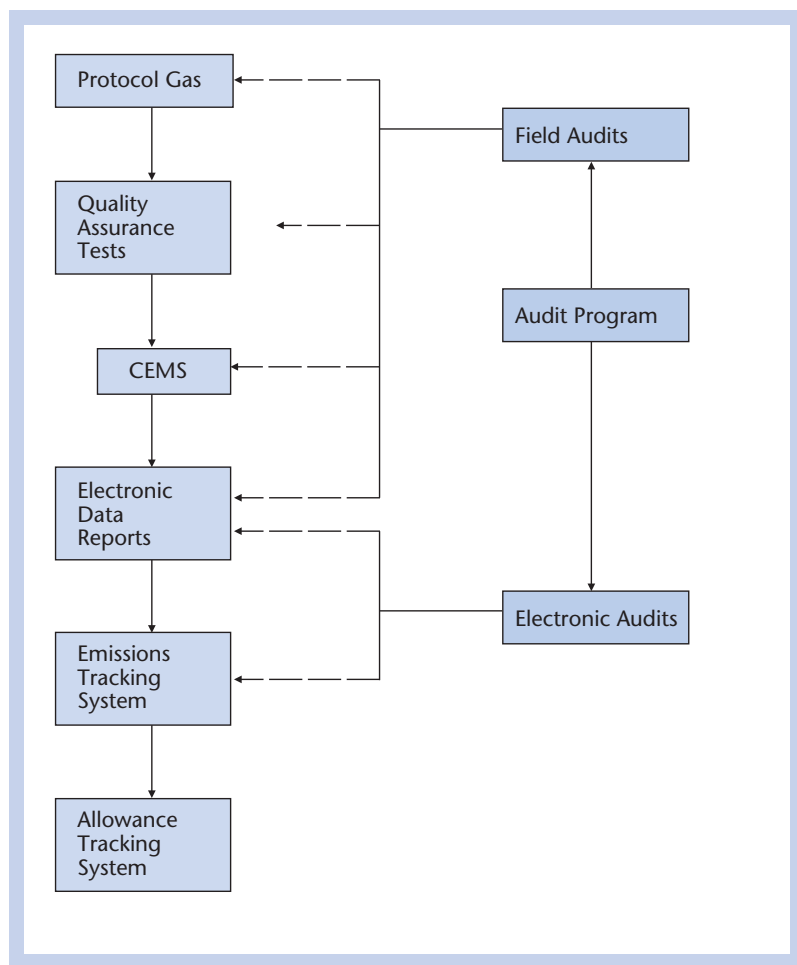 Protocol Gas
Quality
Assurance
Tests
CEMS
Electronic
Data
Reports
Emissions
Tracking
System
Allowance
Tracking
System
Field Audits
Audit Program
Electronic Audits